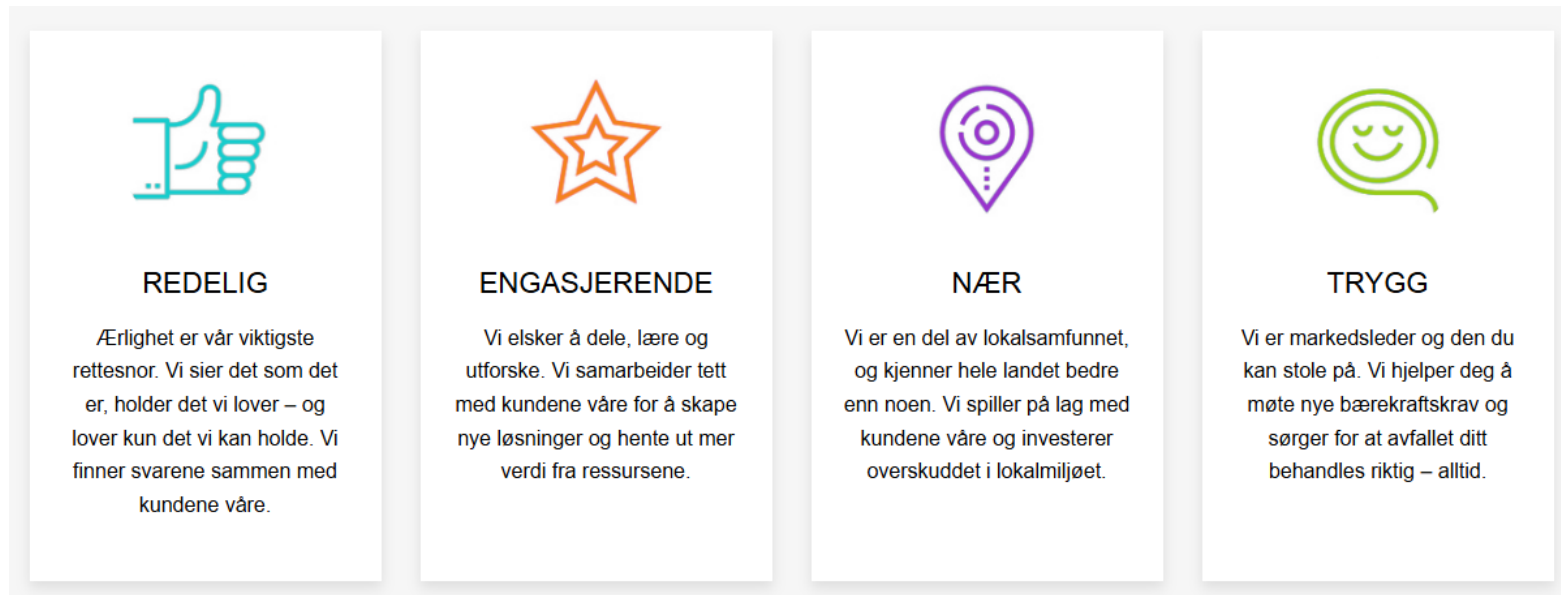 REDELIG
Ærlighet er vår viktigste
rettesnor. Vi sier det som det
er, holder det vi lover – og
lover kun det vi kan holde. Vi
finner svarene sammen med
kundene våre.
ENGASJERENDE
Vi elsker å dele, lære og
utforske. Vi samarbeider tett
med kundene våre for å skape
nye løsninger og hente ut mer
verdi fra ressursene.
NÆR
Vi er en del av lokalsamfunnet,
og kjenner hele landet bedre
enn noen. Vi spiller på lag med
kundene våre og investerer
overskuddet i lokalmiljøet.
TRYGG
Vi er markedsleder og den du
kan stole på. Vi hjelper deg å
møte nye bærekraftskrav og
sørger for at avfallet ditt
behandles riktig – alltid.